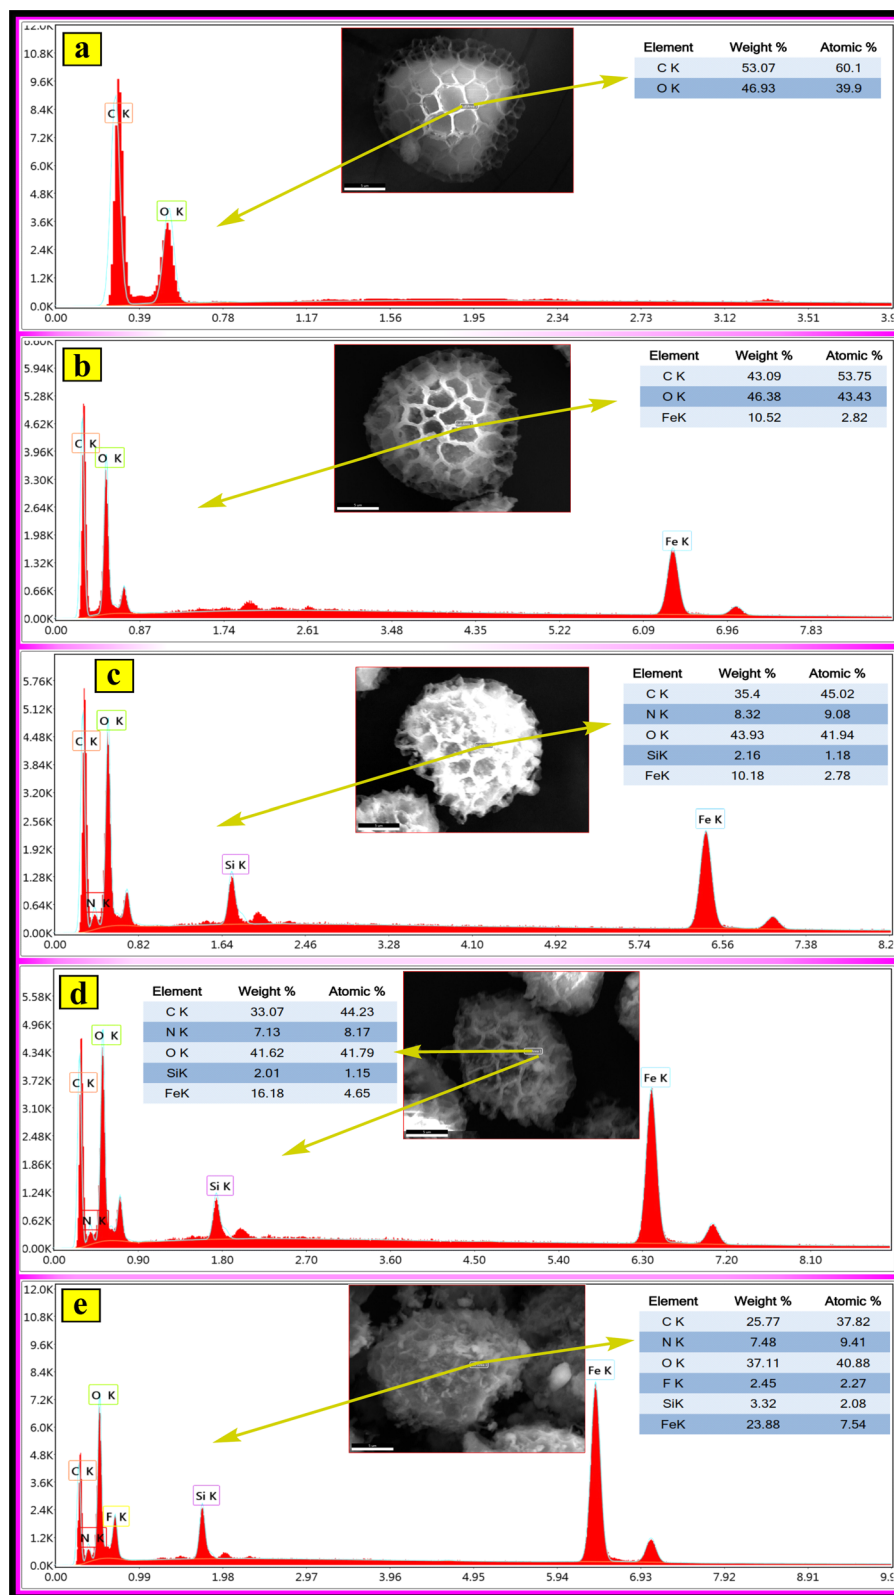 a
12.0K
10.8K
9.6K
8.4K
7.2K
6.0K
4.8K
3.6K
2.4K
1.2K
0.0K
C K
O K
Element Weight % Atomic %
C K 53.07 60.1
O K 46.93 39.9
0.00 0.39 0.78 1.17 1.56 1.95 2.34 2.73 3.12 3.51 3.9
b
6.60K
5.94K
5.28K
4.62K
3.96K
3.30K
2.64K
1.98K
1.32K
0.66K
0.00K
C K
O K
Fe K
Element Weight % Atomic %
C K 43.09 53.75
O K 46.38 43.43
FeK 10.52 2.82
0.00 0.87 1.74 2.61 3.48 4.35 5.22 6.09 6.96 7.83
c
5.76K
5.12K
4.48K
3.84K
3.20K
2.56K
1.92K
1.28K
0.64K
0.00K
O K
C K
N K
Si K
Fe K
Element Weight % Atomic %
C K 35.4 45.02
N K 8.32 9.08
O K 43.93 41.94
SiK 2.16 1.18
FeK 10.18 2.78
0.00 0.82 1.64 2.46 3.28 4.10 4.92 5.74 6.56 7.38 8.2
d
5.58K
4.96K
4.34K
3.72K
3.10K
2.48K
1.86K
1.24K
0.62K
0.00K
O K
C K
N K
Si K
Fe K
Element Weight % Atomic %
C K 33.07 44.23
N K 7.13 8.17
O K 41.62 41.79
SiK 2.01 1.15
FeK 16.18 4.65
0.00 0.90 1.80 2.70 3.60 4.50 5.40 6.30 7.20 8.10
e
12.0K
10.8K
9.6K
8.4K
7.2K
6.0K
4.8K
3.6K
2.4K
1.2K
0.0K
O K
C K
F K
N K
Si K
Fe K
Element Weight % Atomic %
C K 25.77 37.82
N K 7.48 9.41
O K 37.11 40.88
F K 2.45 2.27
SiK 3.32 2.08
FeK 23.88 7.54
0.00 0.99 1.98 2.97 3.96 4.95 5.94 6.93 7.92 8.91 9.9